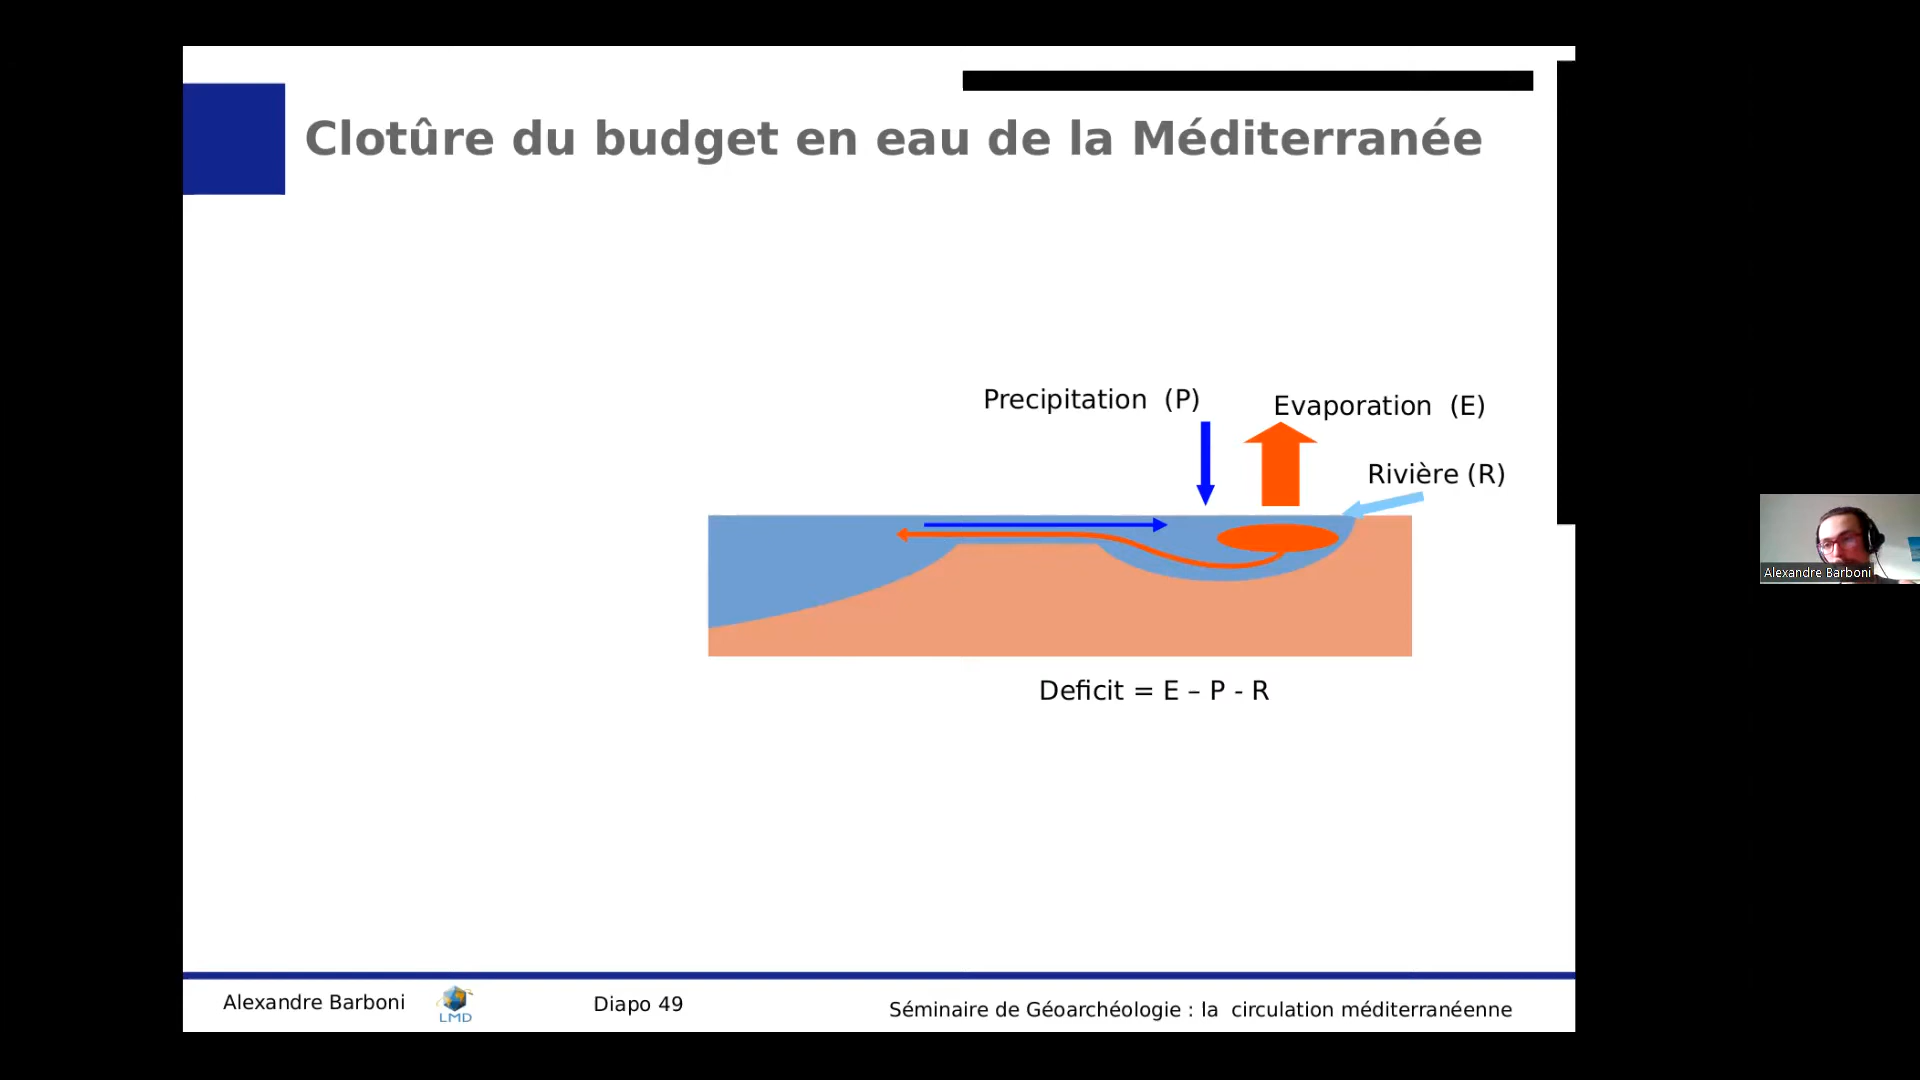 Clotûre du budget en eau de la Méditerranée
Precipitation (P)
Evaporation (E)
Rivière (R)
Deficit = E – P - R
Alexandre Barboni
LMD
Diapo 49
Séminaire de Géoarchéologie : la circulation méditerranéenne
Alexandre Barboni